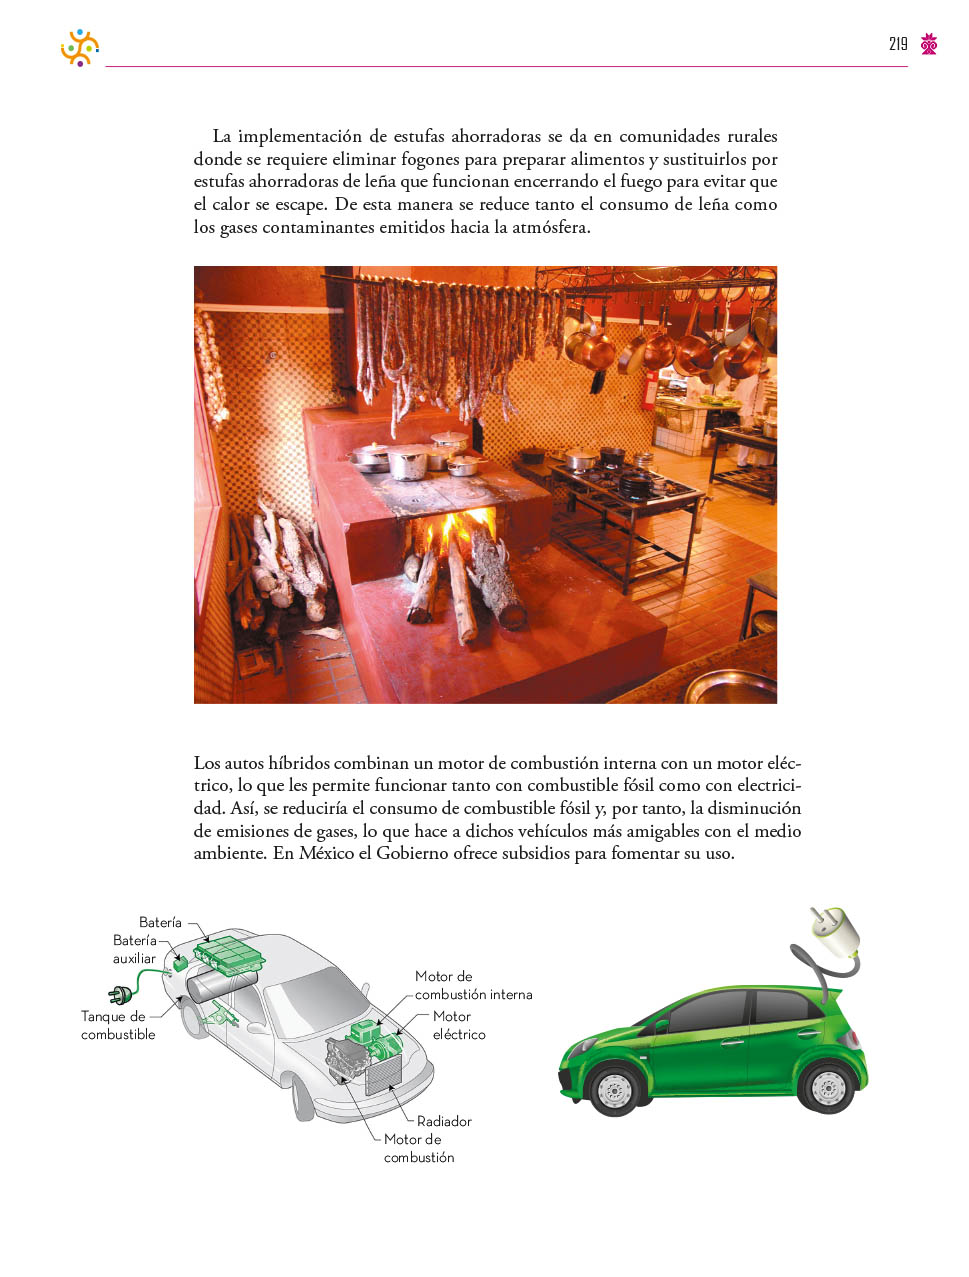 219
La implementación de estufas ahorradoras se da en comunidades rurales
donde se requiere eliminar fogones para preparar alimentos y sustituirlos por
estufas ahorradoras de leña que funcionan encerrando el fuego para evitar que
el calor se escape. De esta manera se reduce tanto el consumo de leña como
los gases contaminantes emitidos hacia la atmósfera.
Los autos híbridos combinan un motor de combustión interna con un motor eléc-
trico, lo que les permite funcionar tanto con combustible fósil como con electrici-
dad. Así, se reduciría el consumo de combustible fósil y, por tanto, la disminución
de emisiones de gases, lo que hace a dichos vehículos más amigables con el medio
ambiente. En México el Gobierno ofrece subsidios para fomentar su uso.
Batería
Batería
auxiliar
Tanque de
combustible
Motor de
combustión interna
Motor
eléctrico
Radiador
Motor de
combustión